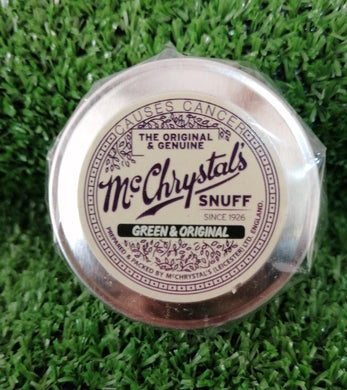 CAUSES CANCER
THE ORIGINAL
& GENUINE
McChrystal's
SNUFF
SINCE 1926
GREEN & ORIGINAL
PREPARED & PACKED BY McCHRYSTAL'S (LEICESTER) LTD. ENGLAND.